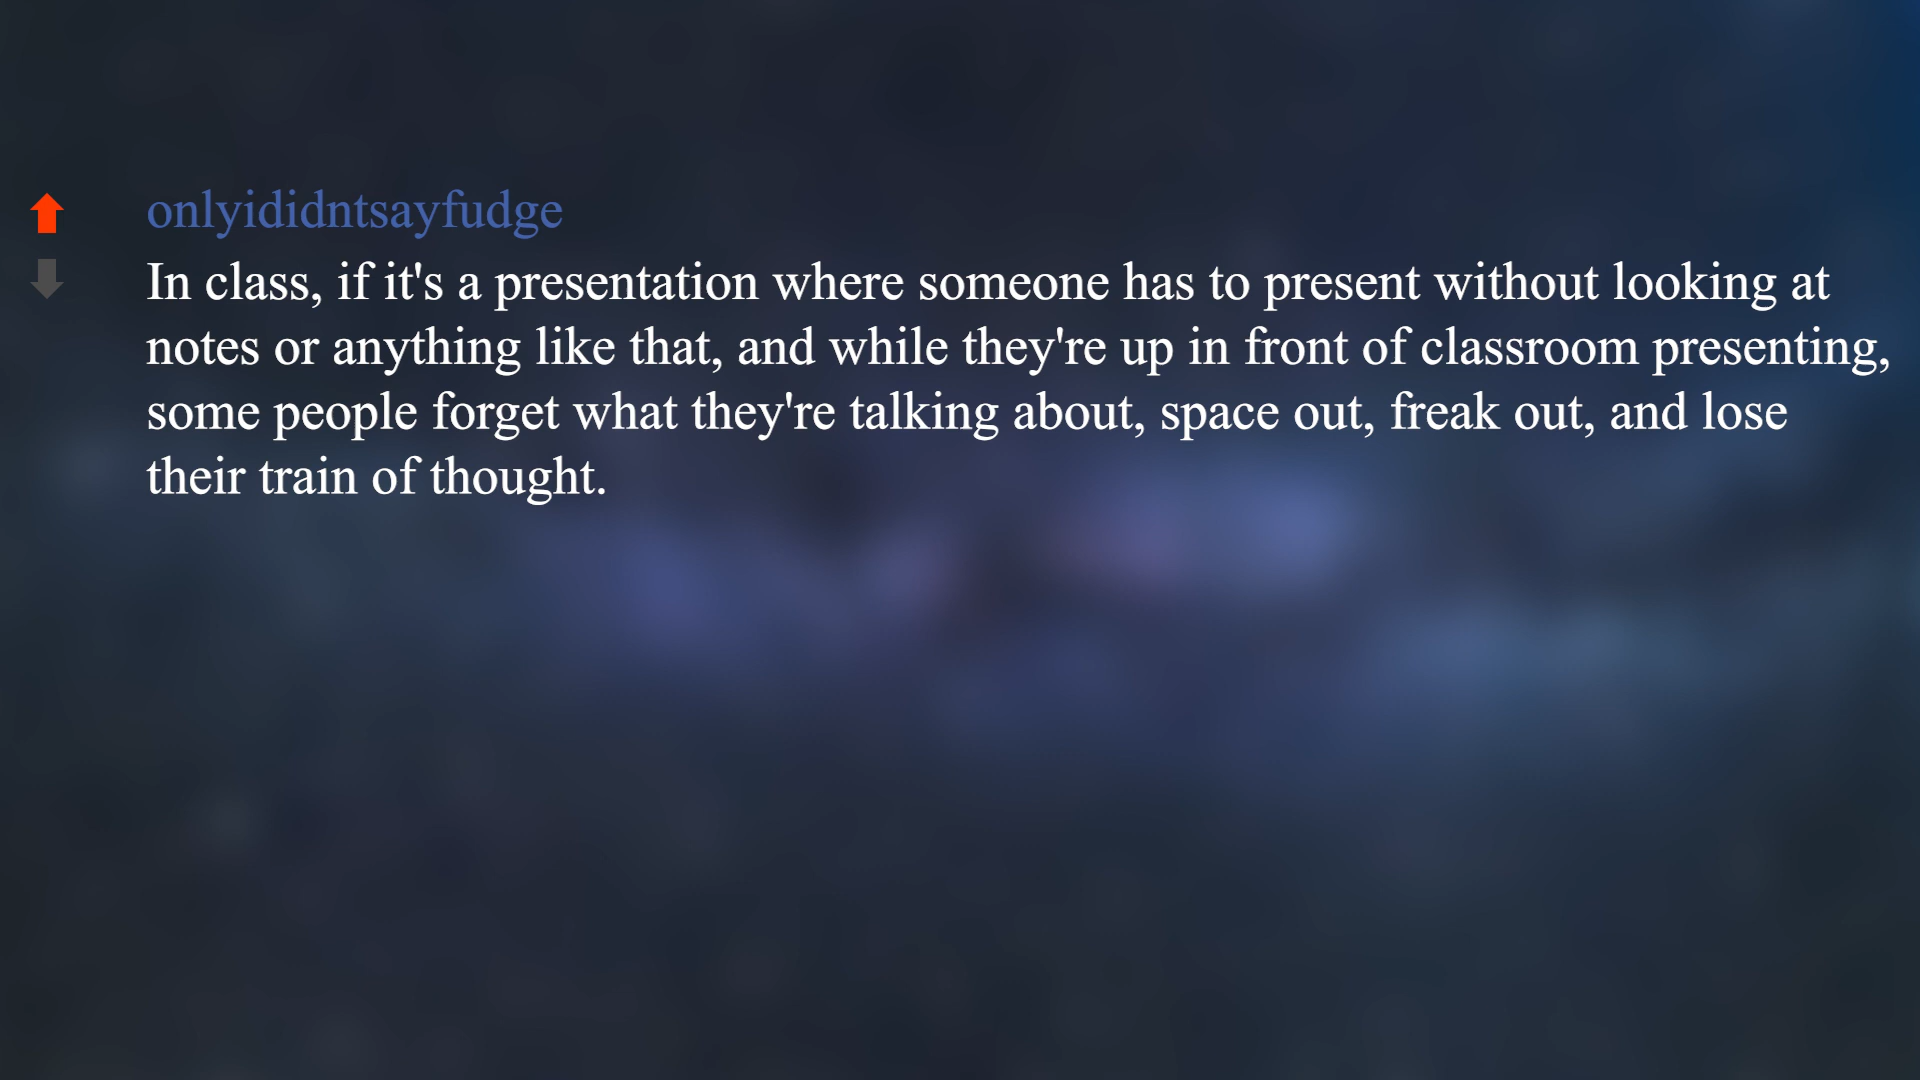 onlyididntsayfudge
In class, if it's a presentation where someone has to present without looking at
notes or anything like that, and while they're up in front of classroom presenting,
some people forget what they're talking about, space out, freak out, and lose
their train of thought.